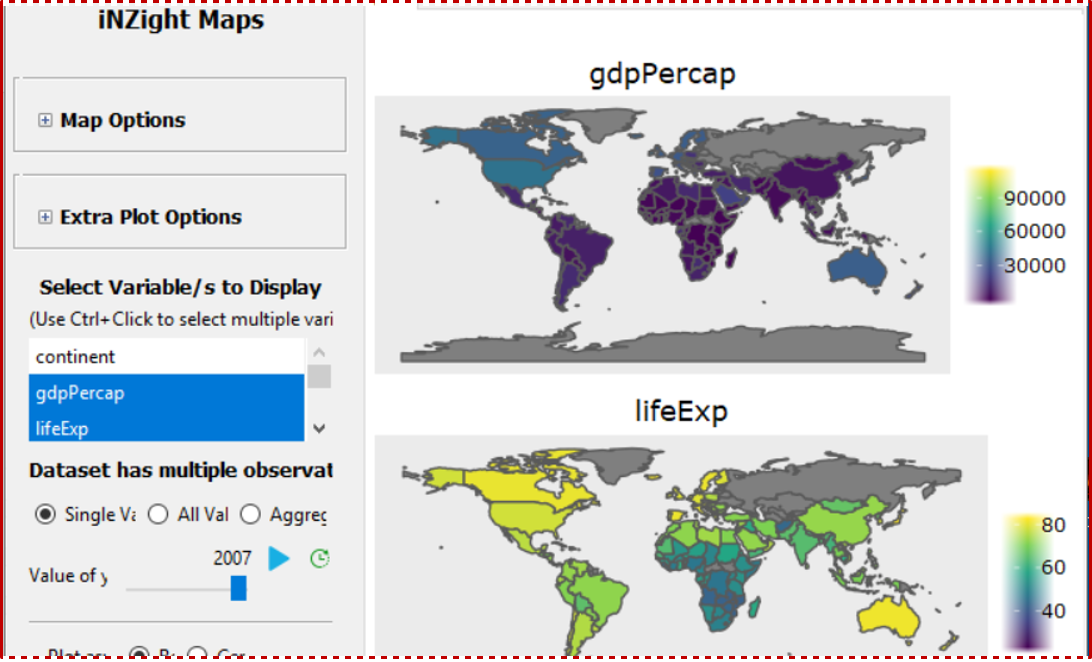 iNZight Maps
Map Options
Extra Plot Options
Select Variable/s to Display
(Use Ctrl+Click to select multiple vari
continent
gdpPercap
lifeExp
Dataset has multiple observat
Single Va All Val Aggreg
2007
Value of y
gdpPercap
90000
60000
30000
lifeExp
80
60
40